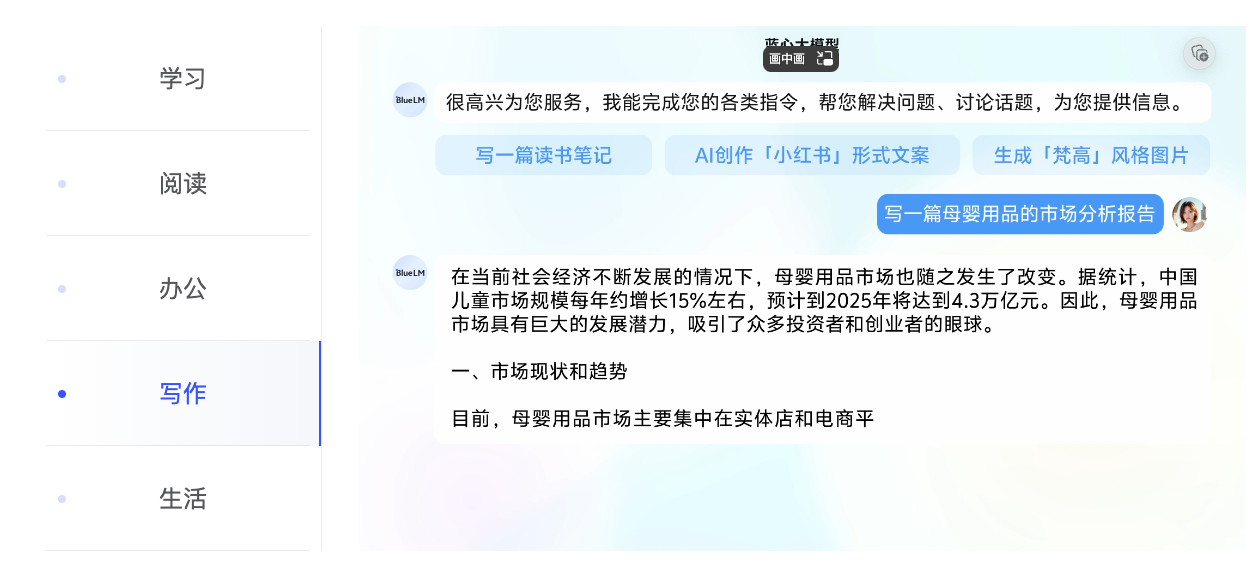 学习
阅读
办公
写作
生活
蓝心大模型
画中画
BlueLM
很高兴为您服务，我能完成您的各类指令，帮您解决问题、讨论话题，为您提供信息。
写一篇读书笔记
AI创作「小红书」形式文案
生成「梵高」风格图片
写一篇母婴用品的市场分析报告
BlueLM
在当前社会经济不断发展的情况下，母婴用品市场也随之发生了改变。据统计，中国
儿童市场规模每年约增长15%左右，预计到2025年将达到4.3万亿元。因此，母婴用品
市场具有巨大的发展潜力，吸引了众多投资者和创业者的眼球。
一、市场现状和趋势
目前，母婴用品市场主要集中在实体店和电商平